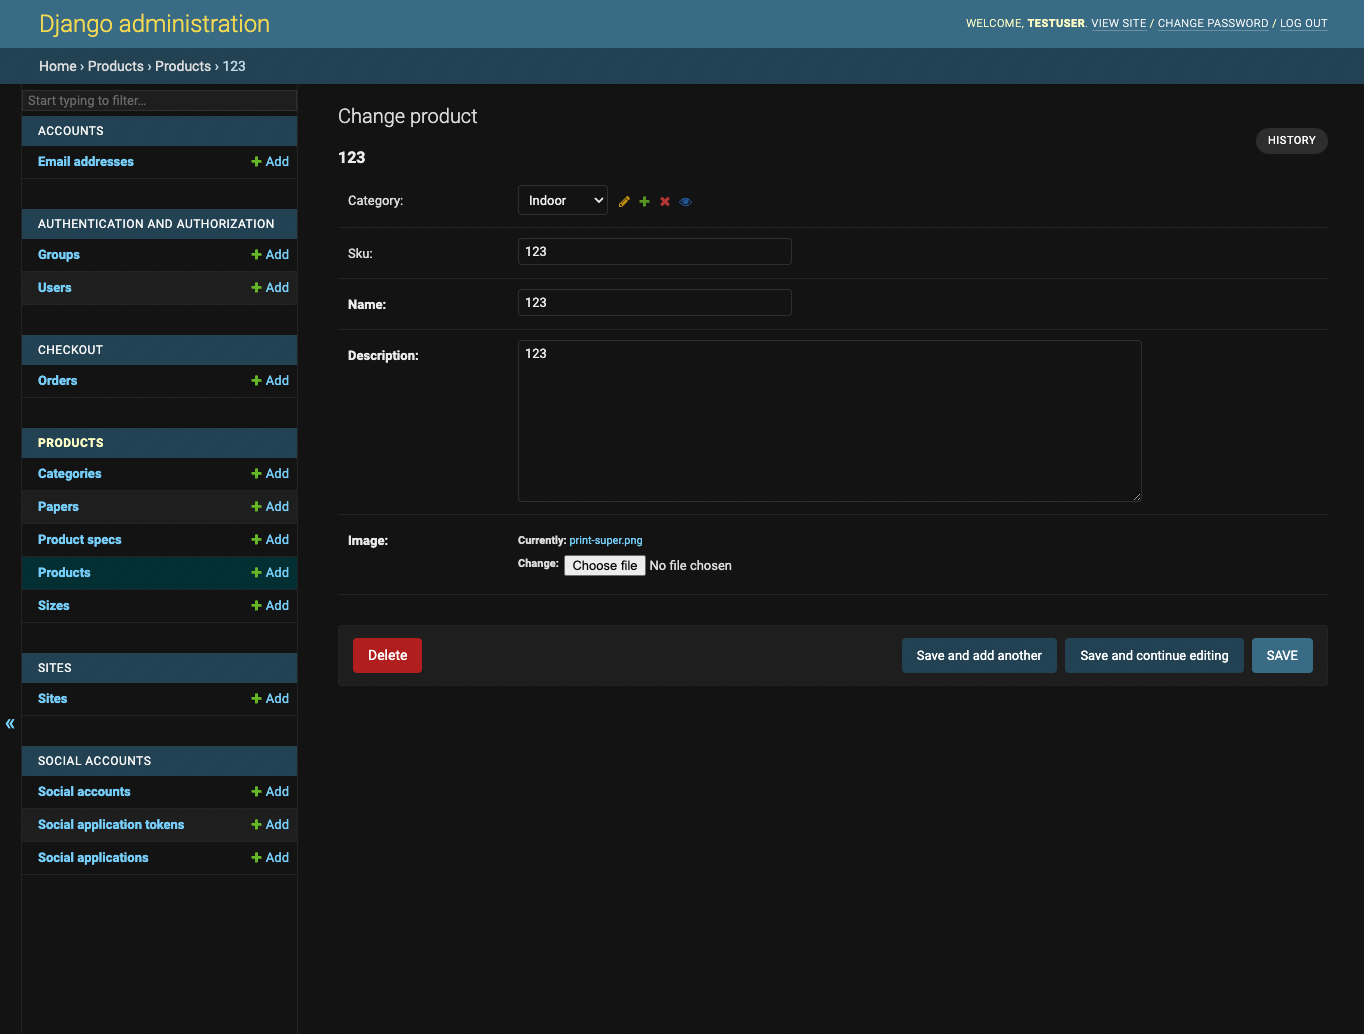 Django administration
WELCOME, TESTUSER. VIEW SITE / CHANGE PASSWORD / LOG OUT
Home › Products › Products › 123
Start typing to filter...
ACCOUNTS
Email addresses Add
AUTHENTICATION AND AUTHORIZATION
Groups Add
Users Add
CHECKOUT
Orders Add
PRODUCTS
Categories Add
Papers Add
Product specs Add
Products Add
Sizes Add
SITES
Sites Add
«
SOCIAL ACCOUNTS
Social accounts Add
Social application tokens Add
Social applications Add
Change product
HISTORY
123
Category: Indoor
Sku: 123
Name: 123
Description: 123
Image: Currently: print-super.png
Change: Choose file No file chosen
Delete Save and add another Save and continue editing SAVE